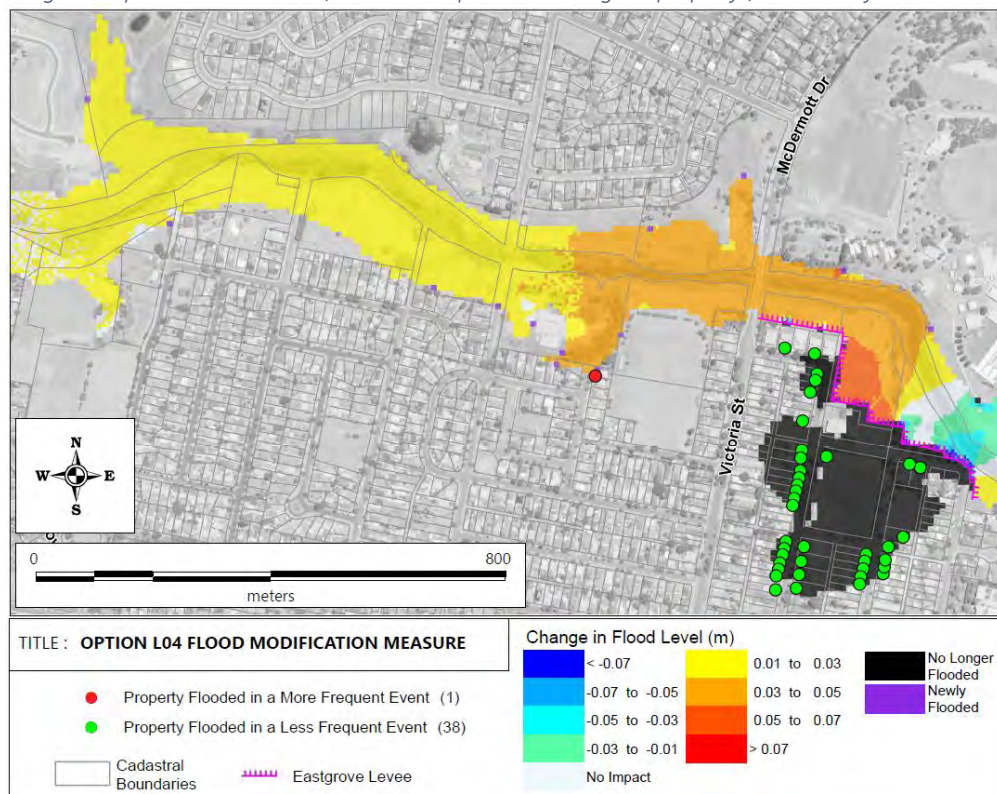 McDermott Dr
Victoria St
N
W E
S
0 800
meters
TITLE : OPTION L04 FLOOD MODIFICATION MEASURE
Property Flooded in a More Frequent Event (1)
Property Flooded in a Less Frequent Event (38)
Cadastral
Boundaries
Eastgrove Levee
Change in Flood Level (m)
< -0.07
-0.07 to -0.05
-0.05 to -0.03
-0.03 to -0.01
No Impact
0.01 to 0.03
0.03 to 0.05
0.05 to 0.07
> 0.07
No Longer
Flooded
Newly
Flooded